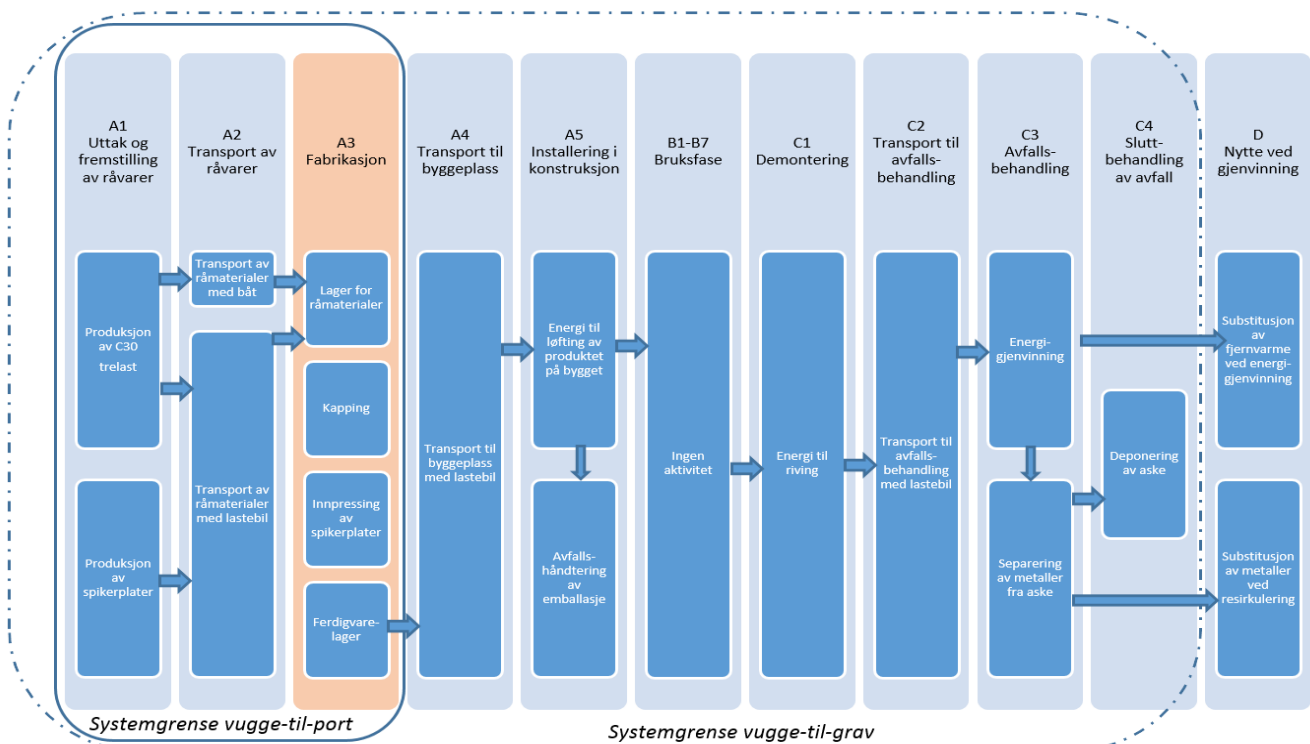 A1
Uttak og
fremstilling
av råvarer
A2
Transport av
råvarer
A3
Fabrikasjon
A4
Transport til
byggeplass
A5
Installering i
konstruksjon
B1-B7
Bruksfase
C1
Demontering
C2
Transport til
avfalls-
behandling
C3
Avfalls-
behandling
C4
Slutt-
behandling
av avfall
D
Nytte ved
gjenvinning
Produksjon
av C30
trelast
Produksjon
av
spikerplater
Transport av
råmaterialer
med båt
Transport av
råmaterialer
med lastebil
Lager for
råmaterialer
Kapping
Innpressing
av
spikerplater
Ferdigvare-
lager
Transport til
byggeplass
med lastebil
Energi til
løfting av
produktet
på bygget
Avfalls-
håndtering
av
emballasje
Ingen
aktivitet
Energi til
riving
Transport til
avfalls-
behandling
med lastebil
Energi-
gjenvinning
Separering
av metaller
fra aske
Deponering
av aske
Substitusjon
av
fjernvarme
ved energi-
gjenvinning
Substitusjon
av metaller
ved
resirkulering
Systemgrense vugge-til-port
Systemgrense vugge-til-grav